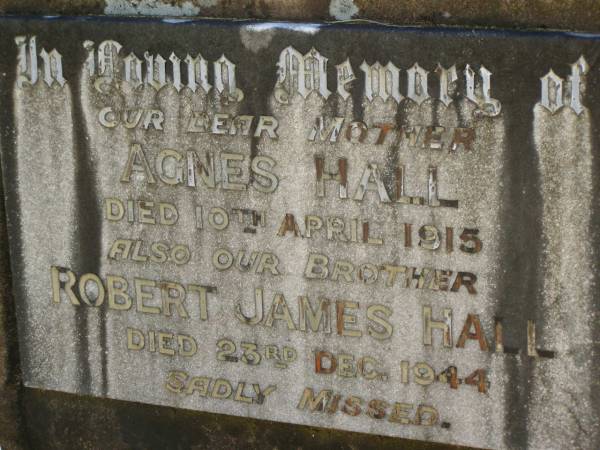 In Loving Memory of
OUR DEAR MOTHER
AGNES HALL
DIED 10TH APRIL 1915
ALSO OUR BROTHER
ROBERT JAMES HALL
DIED 23RD DEC. 1944
SADLY MISSED.